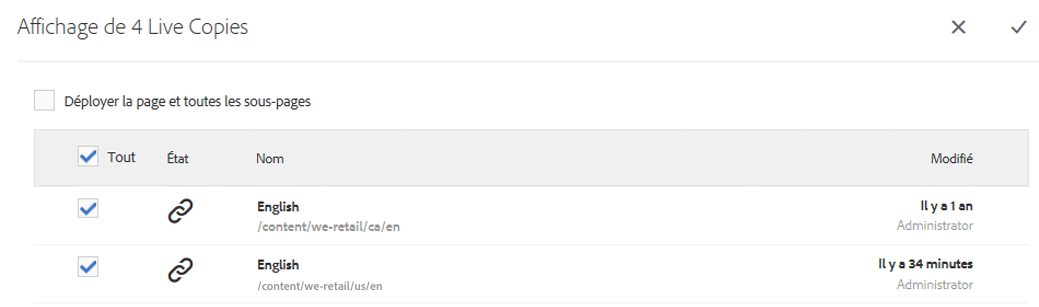 Affichage de 4 Live Copies
Déployer la page et toutes les sous-pages
Tout État Nom Modifié
English Il y a 1 an
/content/we-retail/ca/en Administrator
English Il y a 34 minutes
/content/we-retail/us/en Administrator